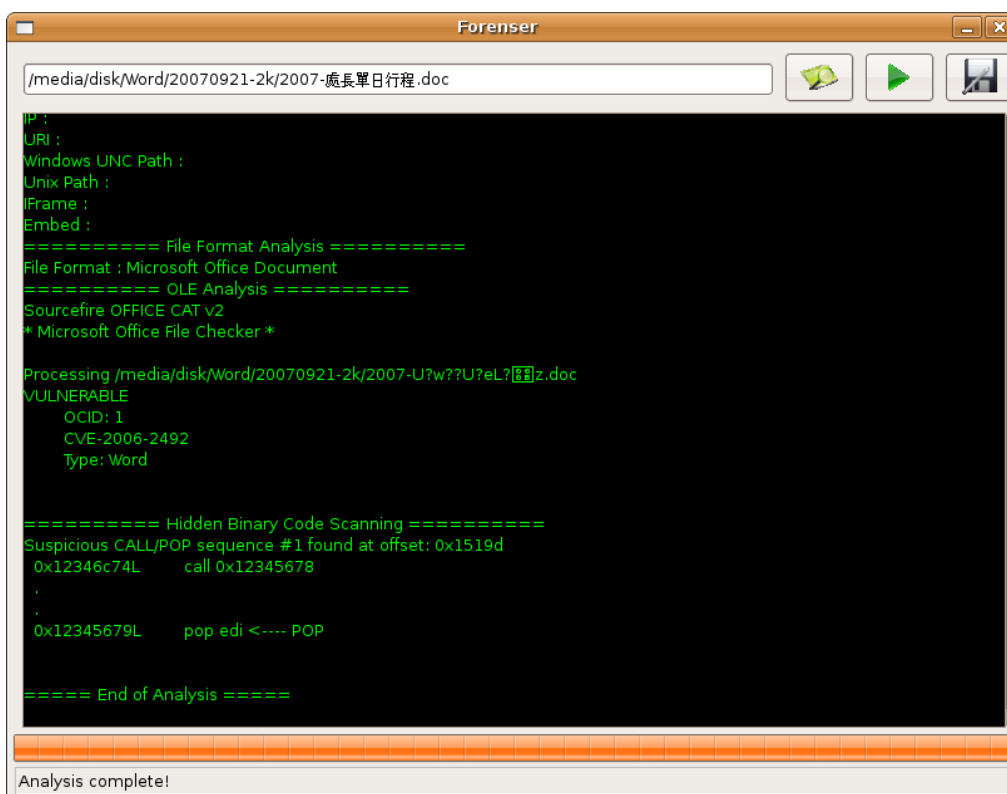 Forenser
/media/disk/Word/20070921-2k/2007-處長單日行程.doc
IP :
URI :
Windows UNC Path :
Unix Path :
IFrame :
Embed :
========== File Format Analysis ==========
File Format : Microsoft Office Document
========== OLE Analysis ==========
Sourcefire OFFICE CAT v2
* Microsoft Office File Checker *
Processing /media/disk/Word/20070921-2k/2007-U?w??U?eL?z.doc
VULNERABLE
OCID: 1
CVE-2006-2492
Type: Word
========== Hidden Binary Code Scanning ==========
Suspicious CALL/POP sequence #1 found at offset: 0x1519d
0x12346c74L call 0x12345678
.
.
0x12345679L pop edi <---- POP
===== End of Analysis =====
Analysis complete!